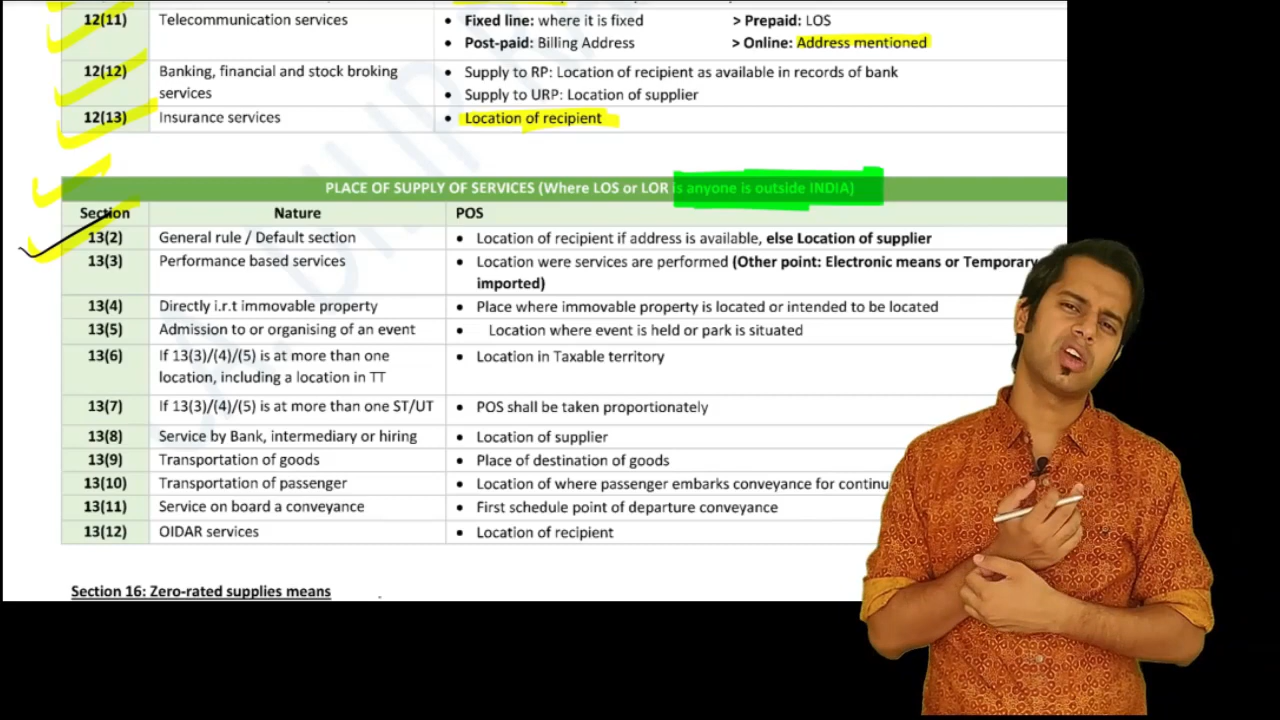 12(11) Telecommunication services • Fixed line: where it is fixed > Prepaid: LOS
• Post-paid: Billing Address > Online: Address mentioned
12(12) Banking, financial and stock broking services • Supply to RP: Location of recipient as available in records of bank
• Supply to URP: Location of supplier
12(13) Insurance services • Location of recipient
PLACE OF SUPPLY OF SERVICES (Where LOS or LOR is anyone is outside INDIA)
Section Nature POS
13(2) General rule / Default section • Location of recipient if address is available, else Location of supplier
13(3) Performance based services • Location were services are performed (Other point: Electronic means or Temporary
imported)
13(4) Directly i.r.t immovable property • Place where immovable property is located or intended to be located
13(5) Admission to or organising of an event • Location where event is held or park is situated
13(6) If 13(3)/(4)/(5) is at more than one • Location in Taxable territory
location, including a location in TT
13(7) If 13(3)/(4)/(5) is at more than one ST/UT • POS shall be taken proportionately
13(8) Service by Bank, intermediary or hiring • Location of supplier
13(9) Transportation of goods • Place of destination of goods
13(10) Transportation of passenger • Location of where passenger embarks conveyance for continu
13(11) Service on board a conveyance • First schedule point of departure conveyance
13(12) OIDAR services • Location of recipient
Section 16: Zero-rated supplies means